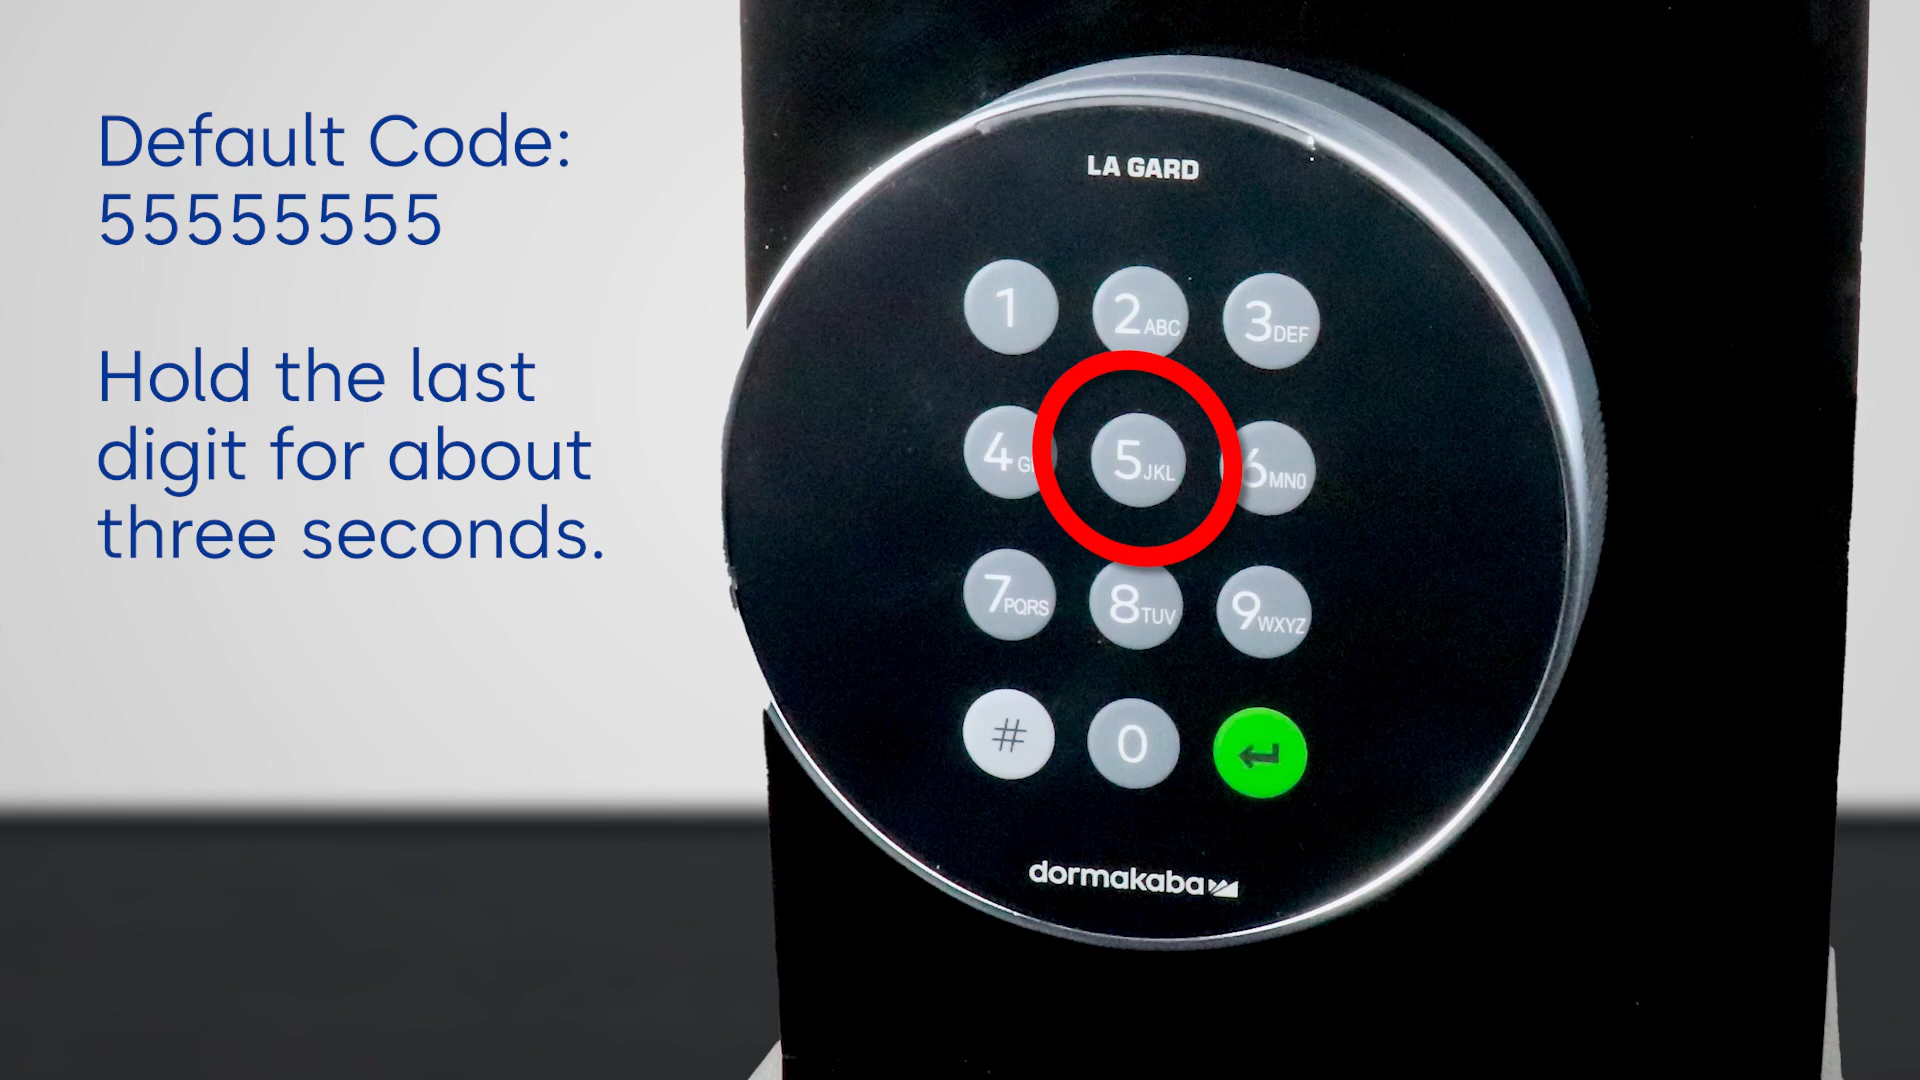 Default Code:
55555555
Hold the last
digit for about
three seconds.
LA GARD
1 2ABC 3DEF
4G 5JKL 6MNO
7PQRS 8TUV 9WXYZ
# 0
dormakaba